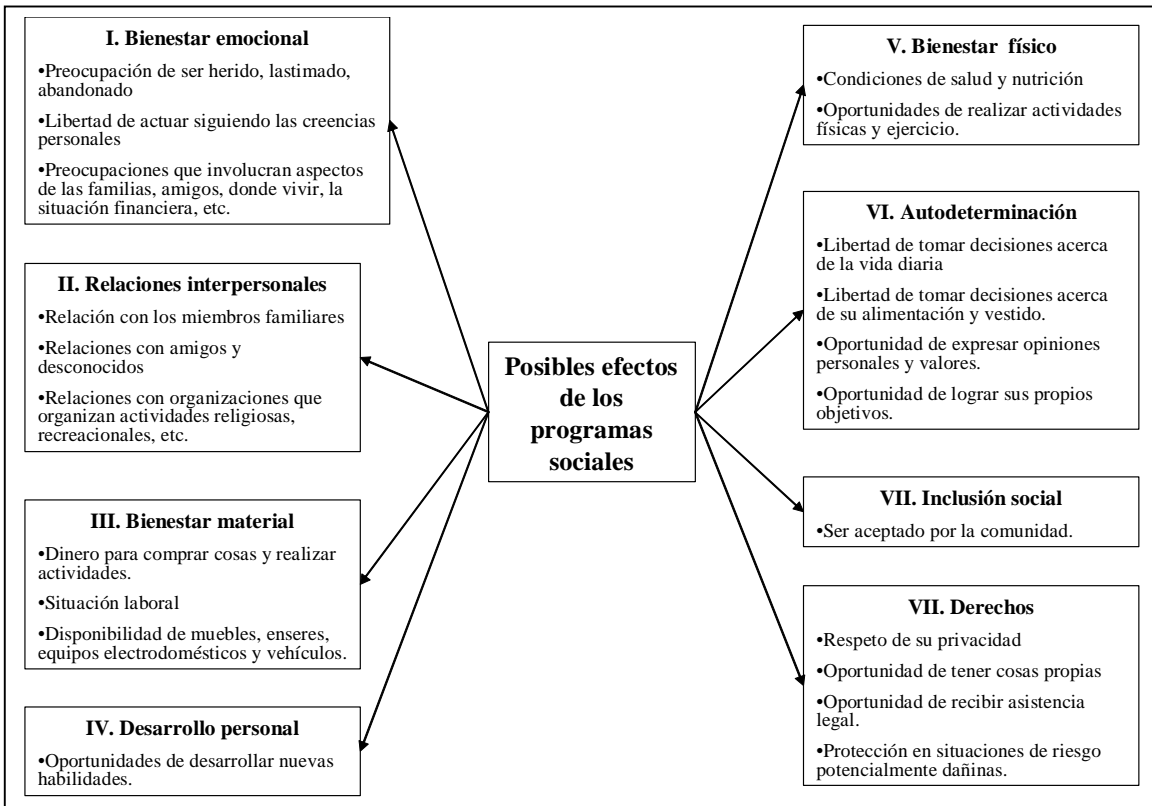 I. Bienestar emocional
•Preocupación de ser herido, lastimado,
abandonado
•Libertad de actuar siguiendo las creencias
personales
•Preocupaciones que involucran aspectos
de las familias, amigos, donde vivir, la
situación financiera, etc.
II. Relaciones interpersonales
•Relación con los miembros familiares
•Relaciones con amigos y
desconocidos
•Relaciones con organizaciones que
organizan actividades religiosas,
recreacionales, etc.
III. Bienestar material
•Dinero para comprar cosas y realizar
actividades.
•Situación laboral
•Disponibilidad de muebles, enseres,
equipos electrodomésticos y vehículos.
IV. Desarrollo personal
•Oportunidades de desarrollar nuevas
habilidades.
Posibles efectos
de los
programas
sociales
V. Bienestar físico
•Condiciones de salud y nutrición
•Oportunidades de realizar actividades
físicas y ejercicio.
VI. Autodeterminación
•Libertad de tomar decisiones acerca
de la vida diaria
•Libertad de tomar decisiones acerca
de su alimentación y vestido.
•Oportunidad de expresar opiniones
personales y valores.
•Oportunidad de lograr sus propios
objetivos.
VII. Inclusión social
•Ser aceptado por la comunidad.
VII. Derechos
•Respeto de su privacidad
•Oportunidad de tener cosas propias
•Oportunidad de recibir asistencia
legal.
•Protección en situaciones de riesgo
potencialmente dañinas.